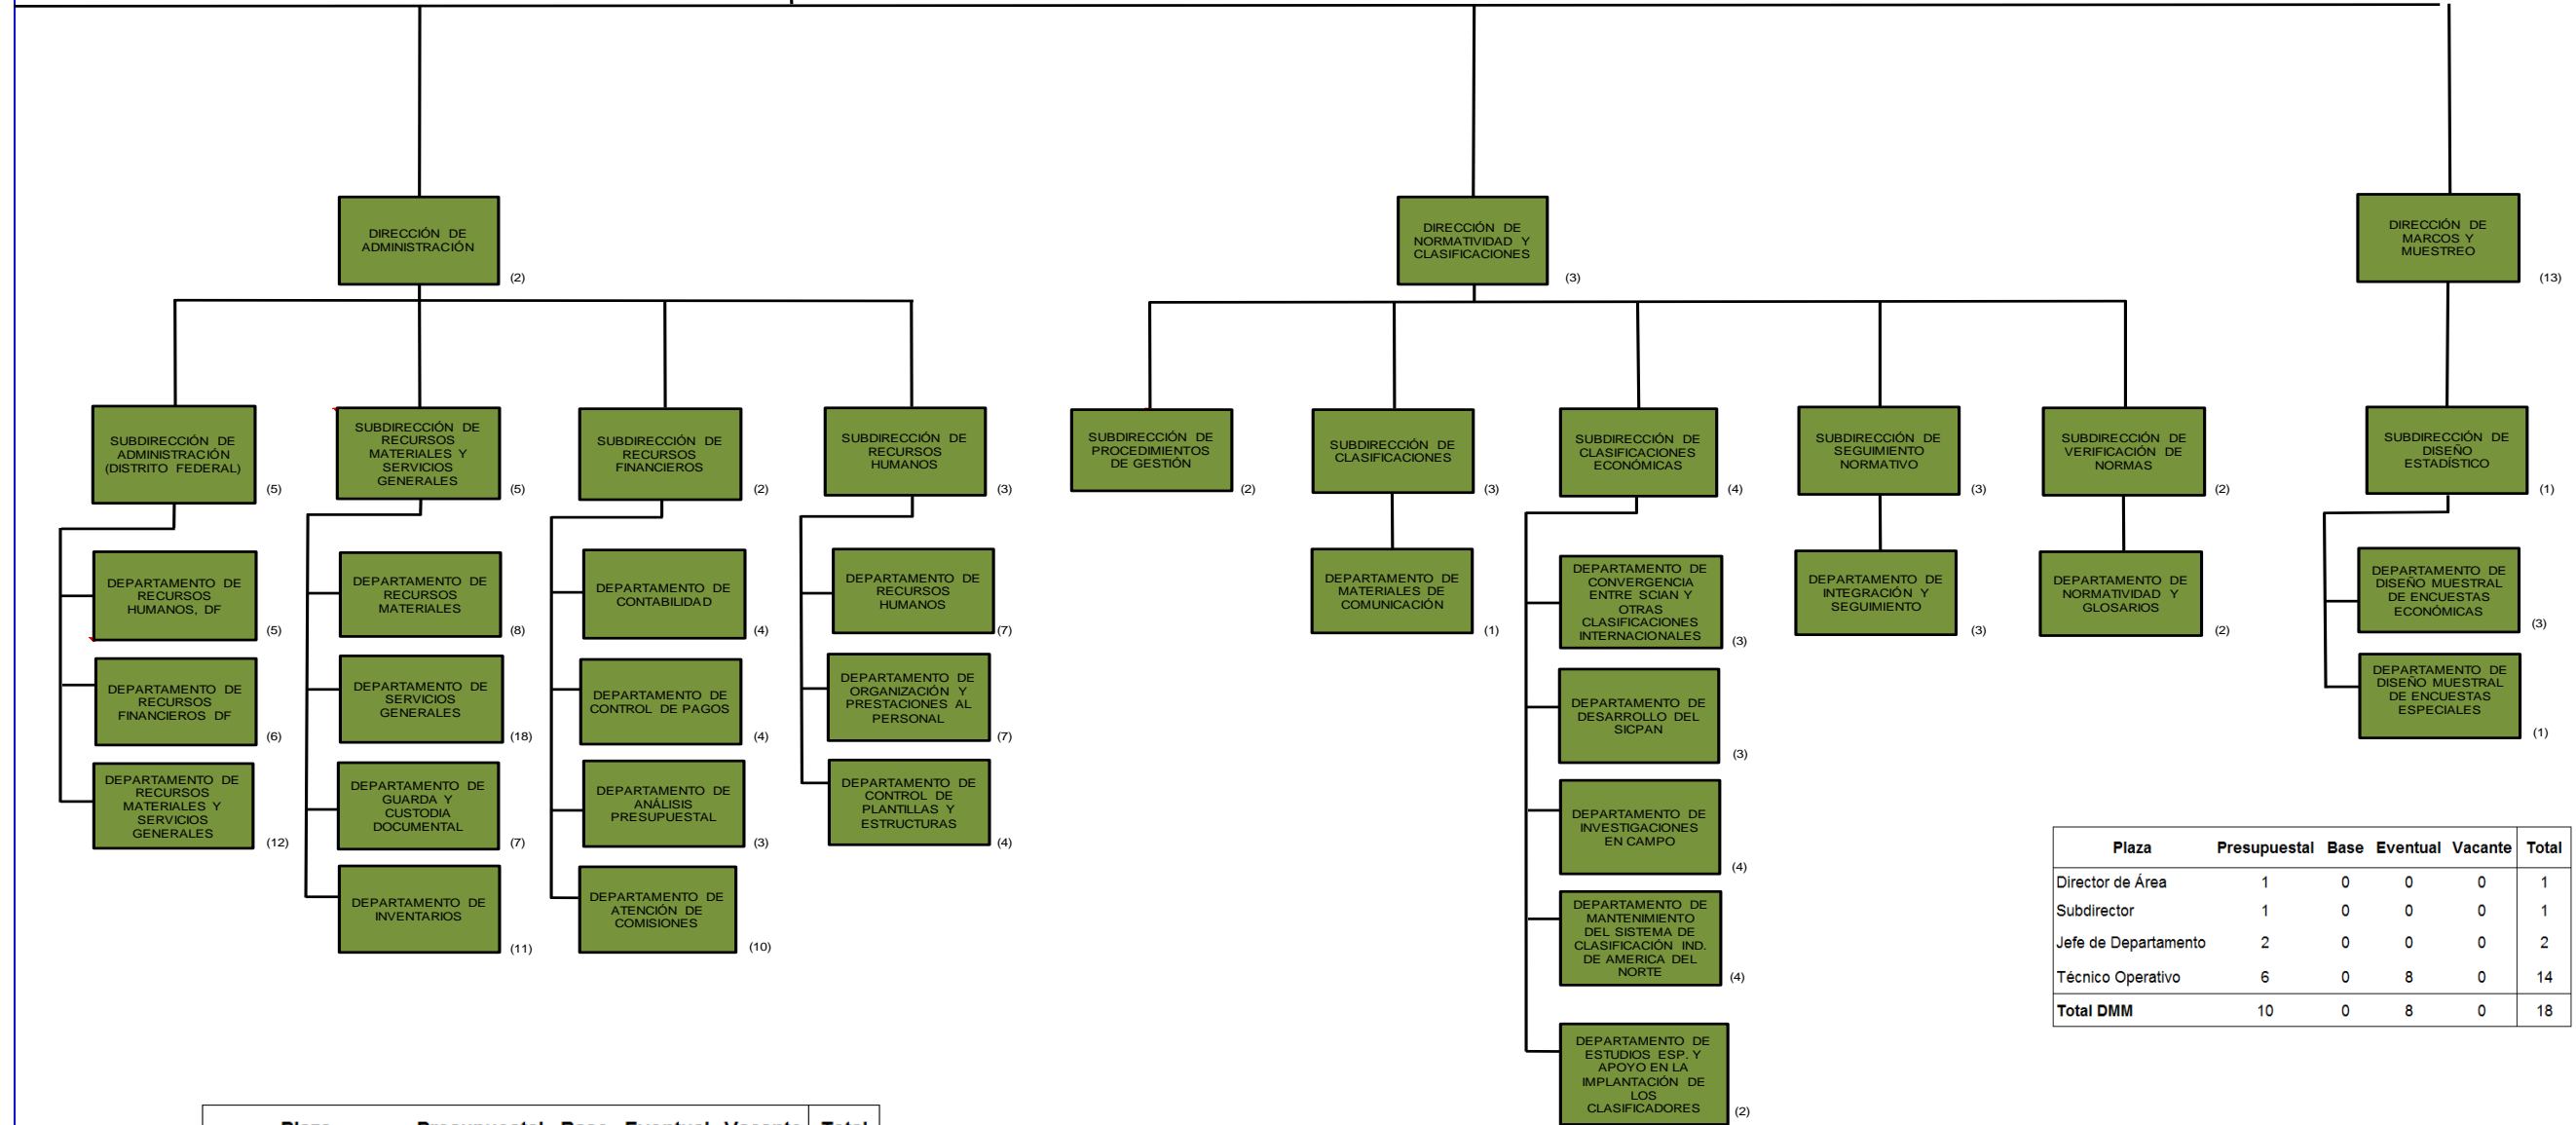 DIRECCIÓN DE
ADMINISTRACIÓN
(2)
DIRECCIÓN DE
NORMATIVIDAD Y
CLASIFICACIONES
(3)
DIRECCIÓN DE
MARCOS Y
MUESTREO
(13)
SUBDIRECCIÓN DE
ADMINISTRACIÓN
(DISTRITO FEDERAL)
(5)
SUBDIRECCIÓN DE
RECURSOS
MATERIALES Y
SERVICIOS
GENERALES
(5)
SUBDIRECCIÓN DE
RECURSOS
FINANCIEROS
(2)
SUBDIRECCIÓN DE
RECURSOS
HUMANOS
(3)
SUBDIRECCIÓN DE
PROCEDIMIENTOS
DE GESTIÓN
(2)
SUBDIRECCIÓN DE
CLASIFICACIONES
(3)
SUBDIRECCIÓN DE
CLASIFICACIONES
ECONÓMICAS
(4)
SUBDIRECCIÓN DE
SEGUIMIENTO
NORMATIVO
(3)
SUBDIRECCIÓN DE
VERIFICACIÓN DE
NORMAS
(2)
SUBDIRECCIÓN DE
DISEÑO
ESTADÍSTICO
(1)
DEPARTAMENTO DE
RECURSOS
HUMANOS, DF
(5)
DEPARTAMENTO DE
RECURSOS
FINANCIEROS DF
(6)
DEPARTAMENTO DE
RECURSOS
MATERIALES Y
SERVICIOS
GENERALES
(12)
DEPARTAMENTO DE
RECURSOS
MATERIALES
(8)
DEPARTAMENTO DE
SERVICIOS
GENERALES
(18)
DEPARTAMENTO DE
GUARDA Y
CUSTODIA
DOCUMENTAL
(7)
DEPARTAMENTO DE
INVENTARIOS
(11)
DEPARTAMENTO DE
CONTABILIDAD
(4)
DEPARTAMENTO DE
CONTROL DE PAGOS
(4)
DEPARTAMENTO DE
ANÁLISIS
PRESUPUESTAL
(3)
DEPARTAMENTO DE
ATENCIÓN DE
COMISIONES
(10)
DEPARTAMENTO DE
RECURSOS
HUMANOS
(7)
DEPARTAMENTO DE
ORGANIZACIÓN Y
PRESTACIONES AL
PERSONAL
(7)
DEPARTAMENTO DE
CONTROL DE
PLANTILLAS Y
ESTRUCTURAS
(4)
DEPARTAMENTO DE
MATERIALES DE
COMUNICACIÓN
(1)
DEPARTAMENTO DE
CONVERGENCIA
ENTRE SCIAN Y
OTRAS
CLASIFICACIONES
INTERNACIONALES
(3)
DEPARTAMENTO DE
DESARROLLO DEL
SICPAN
(3)
DEPARTAMENTO DE
INVESTIGACIONES
EN CAMPO
(4)
DEPARTAMENTO DE
MANTENIMIENTO
DEL SISTEMA DE
CLASIFICACIÓN IND.
DE AMERICA DEL
NORTE
(4)
DEPARTAMENTO DE
ESTUDIOS ESP. Y
APOYO EN LA
IMPLANTACIÓN DE
LOS
CLASIFICADORES
(2)
DEPARTAMENTO DE
INTEGRACIÓN Y
SEGUIMIENTO
(3)
DEPARTAMENTO DE
NORMATIVIDAD Y
GLOSARIOS
(2)
DEPARTAMENTO DE
DISEÑO MUESTRAL
DE ENCUESTAS
ECONÓMICAS
(3)
DEPARTAMENTO DE
DISEÑO MUESTRAL
DE ENCUESTAS
ESPECIALES
(1)
Plaza Presupuestal Base Eventual Vacante Total
Director de Área 1 0 0 0 1
Subdirector 1 0 0 0 1
Jefe de Departamento 2 0 0 0 2
Técnico Operativo 6 0 8 0 14
Total DMM 10 0 8 0 18
Plaza Presupuestal Base Eventual Vacante Total